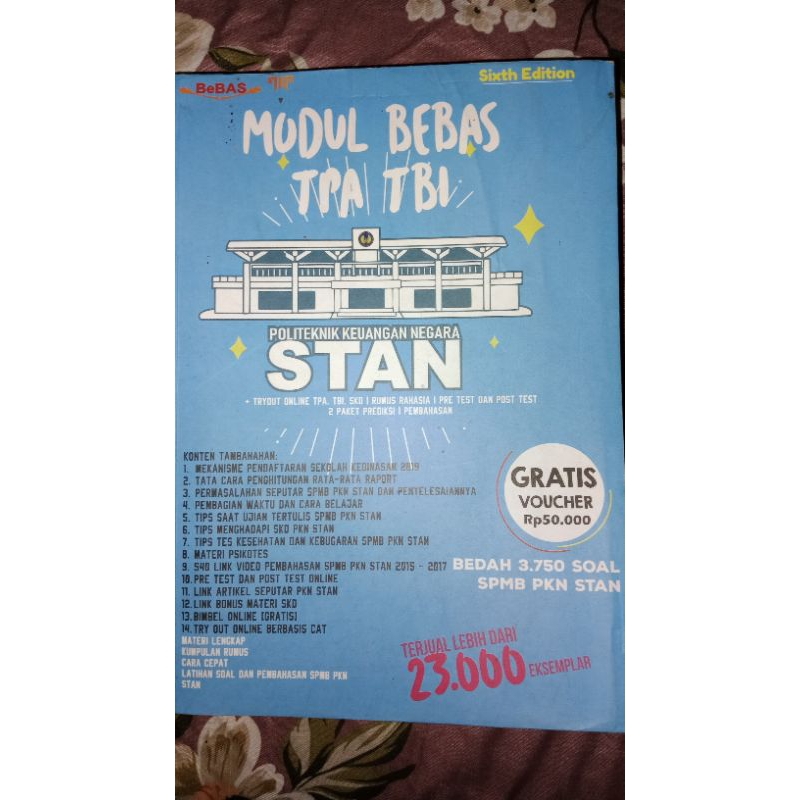 BeBAS
Sixth Edition
MODUL BEBAS
TPA TBI
POLITEKNIK KEUANGAN NEGARA
STAN
+ TRYOUT ONLINE TPA, TBI, SKD | RUMUS RAHASIA | PRE TEST DAN POST TEST
2 PAKET PREDIKSI | PEMBAHASAN
KONTEN TAMBANAHAN:
1. MEKANISME PENDAFTARAN SEKOLAH KEDINASAN 2019
2. TATA CARA PENGHITUNGAN RATA-RATA RAPORT
3. PERMASALAHAN SEPUTAR SPMB PKN STAN DAN PENYELESAIANNYA
4. PEMBAGIAN WAKTU DAN CARA BELAJAR
5. TIPS SAAT UJIAN TERTULIS SPMB PKN STAN
6. TIPS MENGHADAPI SKD PKN STAN
7. TIPS TES KESEHATAN DAN KEBUGARAN SPMB PKN STAN
8. MATERI PSIKOTES
9. 540 LINK VIDEO PEMBAHASAN SPMB PKN STAN 2015 - 2017
10. PRE TEST DAN POST TEST ONLINE
11. LINK ARTIKEL SEPUTAR PKN STAN
12. LINK BONUS MATERI SKD
13. BIMBEL ONLINE (GRATIS)
14. TRY OUT ONLINE BERBASIS CAT
MATERI LENGKAP
KUMPULAN RUMUS
CARA CEPAT
LATIHAN SOAL DAN PEMBAHASAN SPMB PKN
STAN
GRATIS
VOUCHER
Rp50.000
BEDAH 3.750 SOAL
SPMB PKN STAN
TERJUAL LEBIH DARI
23.000 EKSEMPLAR